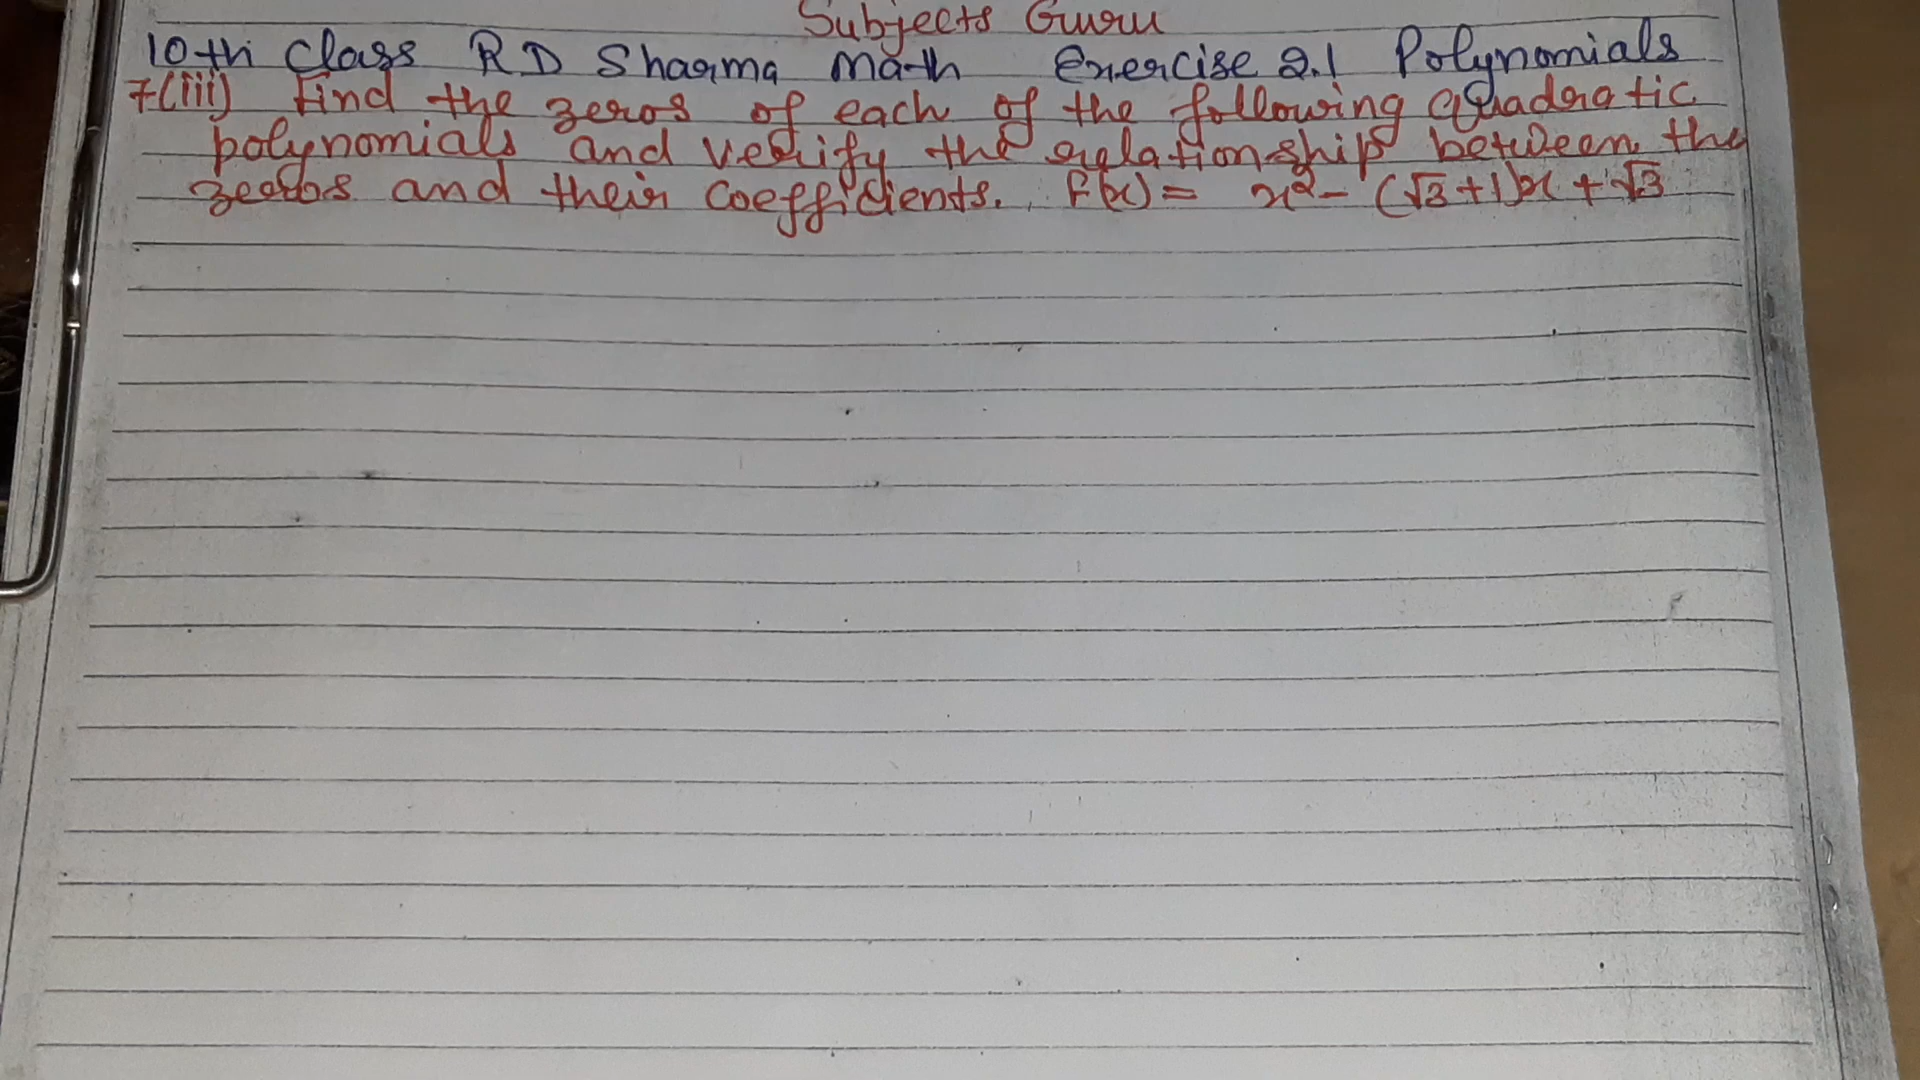 Subjects Guru
10th Class RD Sharma Math Exercise 2.1 Polynomials
7(iii) Find the zeros of each of the following quadratic
polynomials and verify the relationship between the
zeros and their coefficients. F(x) = x² - (√3+1)x + √3